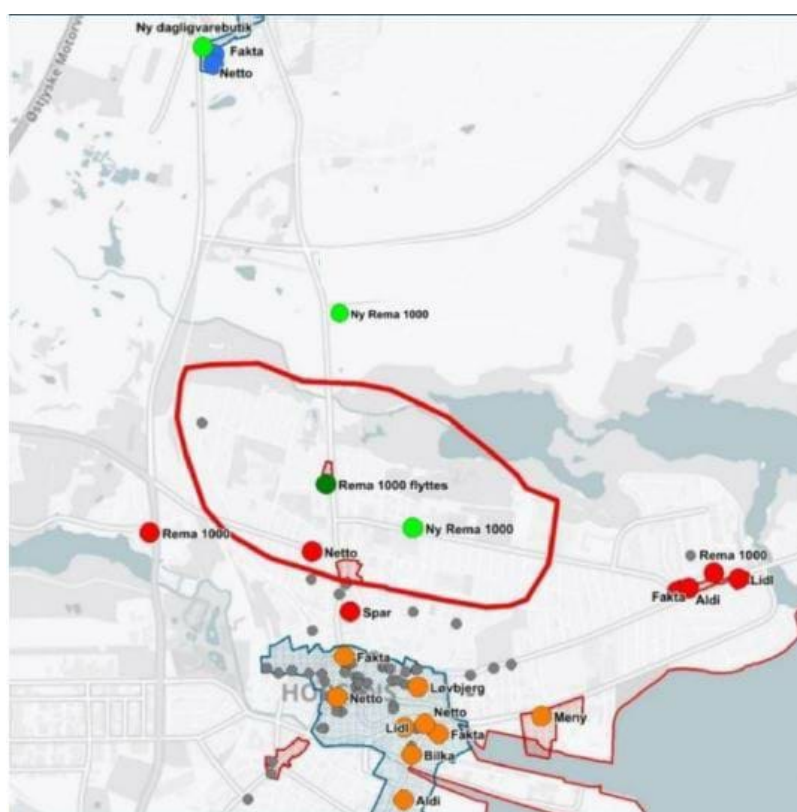 Ny dagligvarebutik
Fakta
Netto
Østjyske Motorv
Ny Rema 1000
Rema 1000 flyttes
Ny Rema 1000
Rema 1000
Netto
Rema 1000
Fakta
Aldi
Lidl
Spar
Fakta
Løvbjerg
Netto
Netto
Lidl
Fakta
Meny
Bilka
Aldi